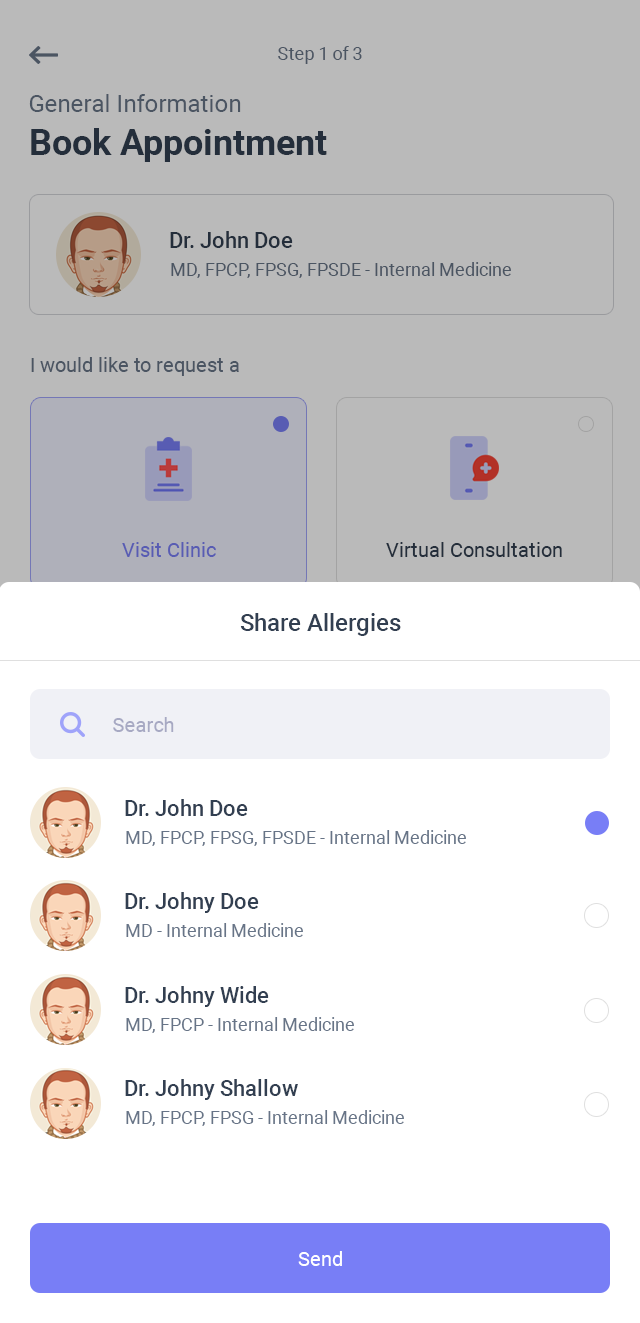 Step 1 of 3
General Information
Book Appointment
Dr. John Doe
MD, FPCP, FPSG, FPSDE - Internal Medicine
I would like to request a
Visit Clinic
Virtual Consultation
Share Allergies
Search
Dr. John Doe
MD, FPCP, FPSG, FPSDE - Internal Medicine
Dr. Johny Doe
MD - Internal Medicine
Dr. Johny Wide
MD, FPCP - Internal Medicine
Dr. Johny Shallow
MD, FPCP, FPSG - Internal Medicine
Send